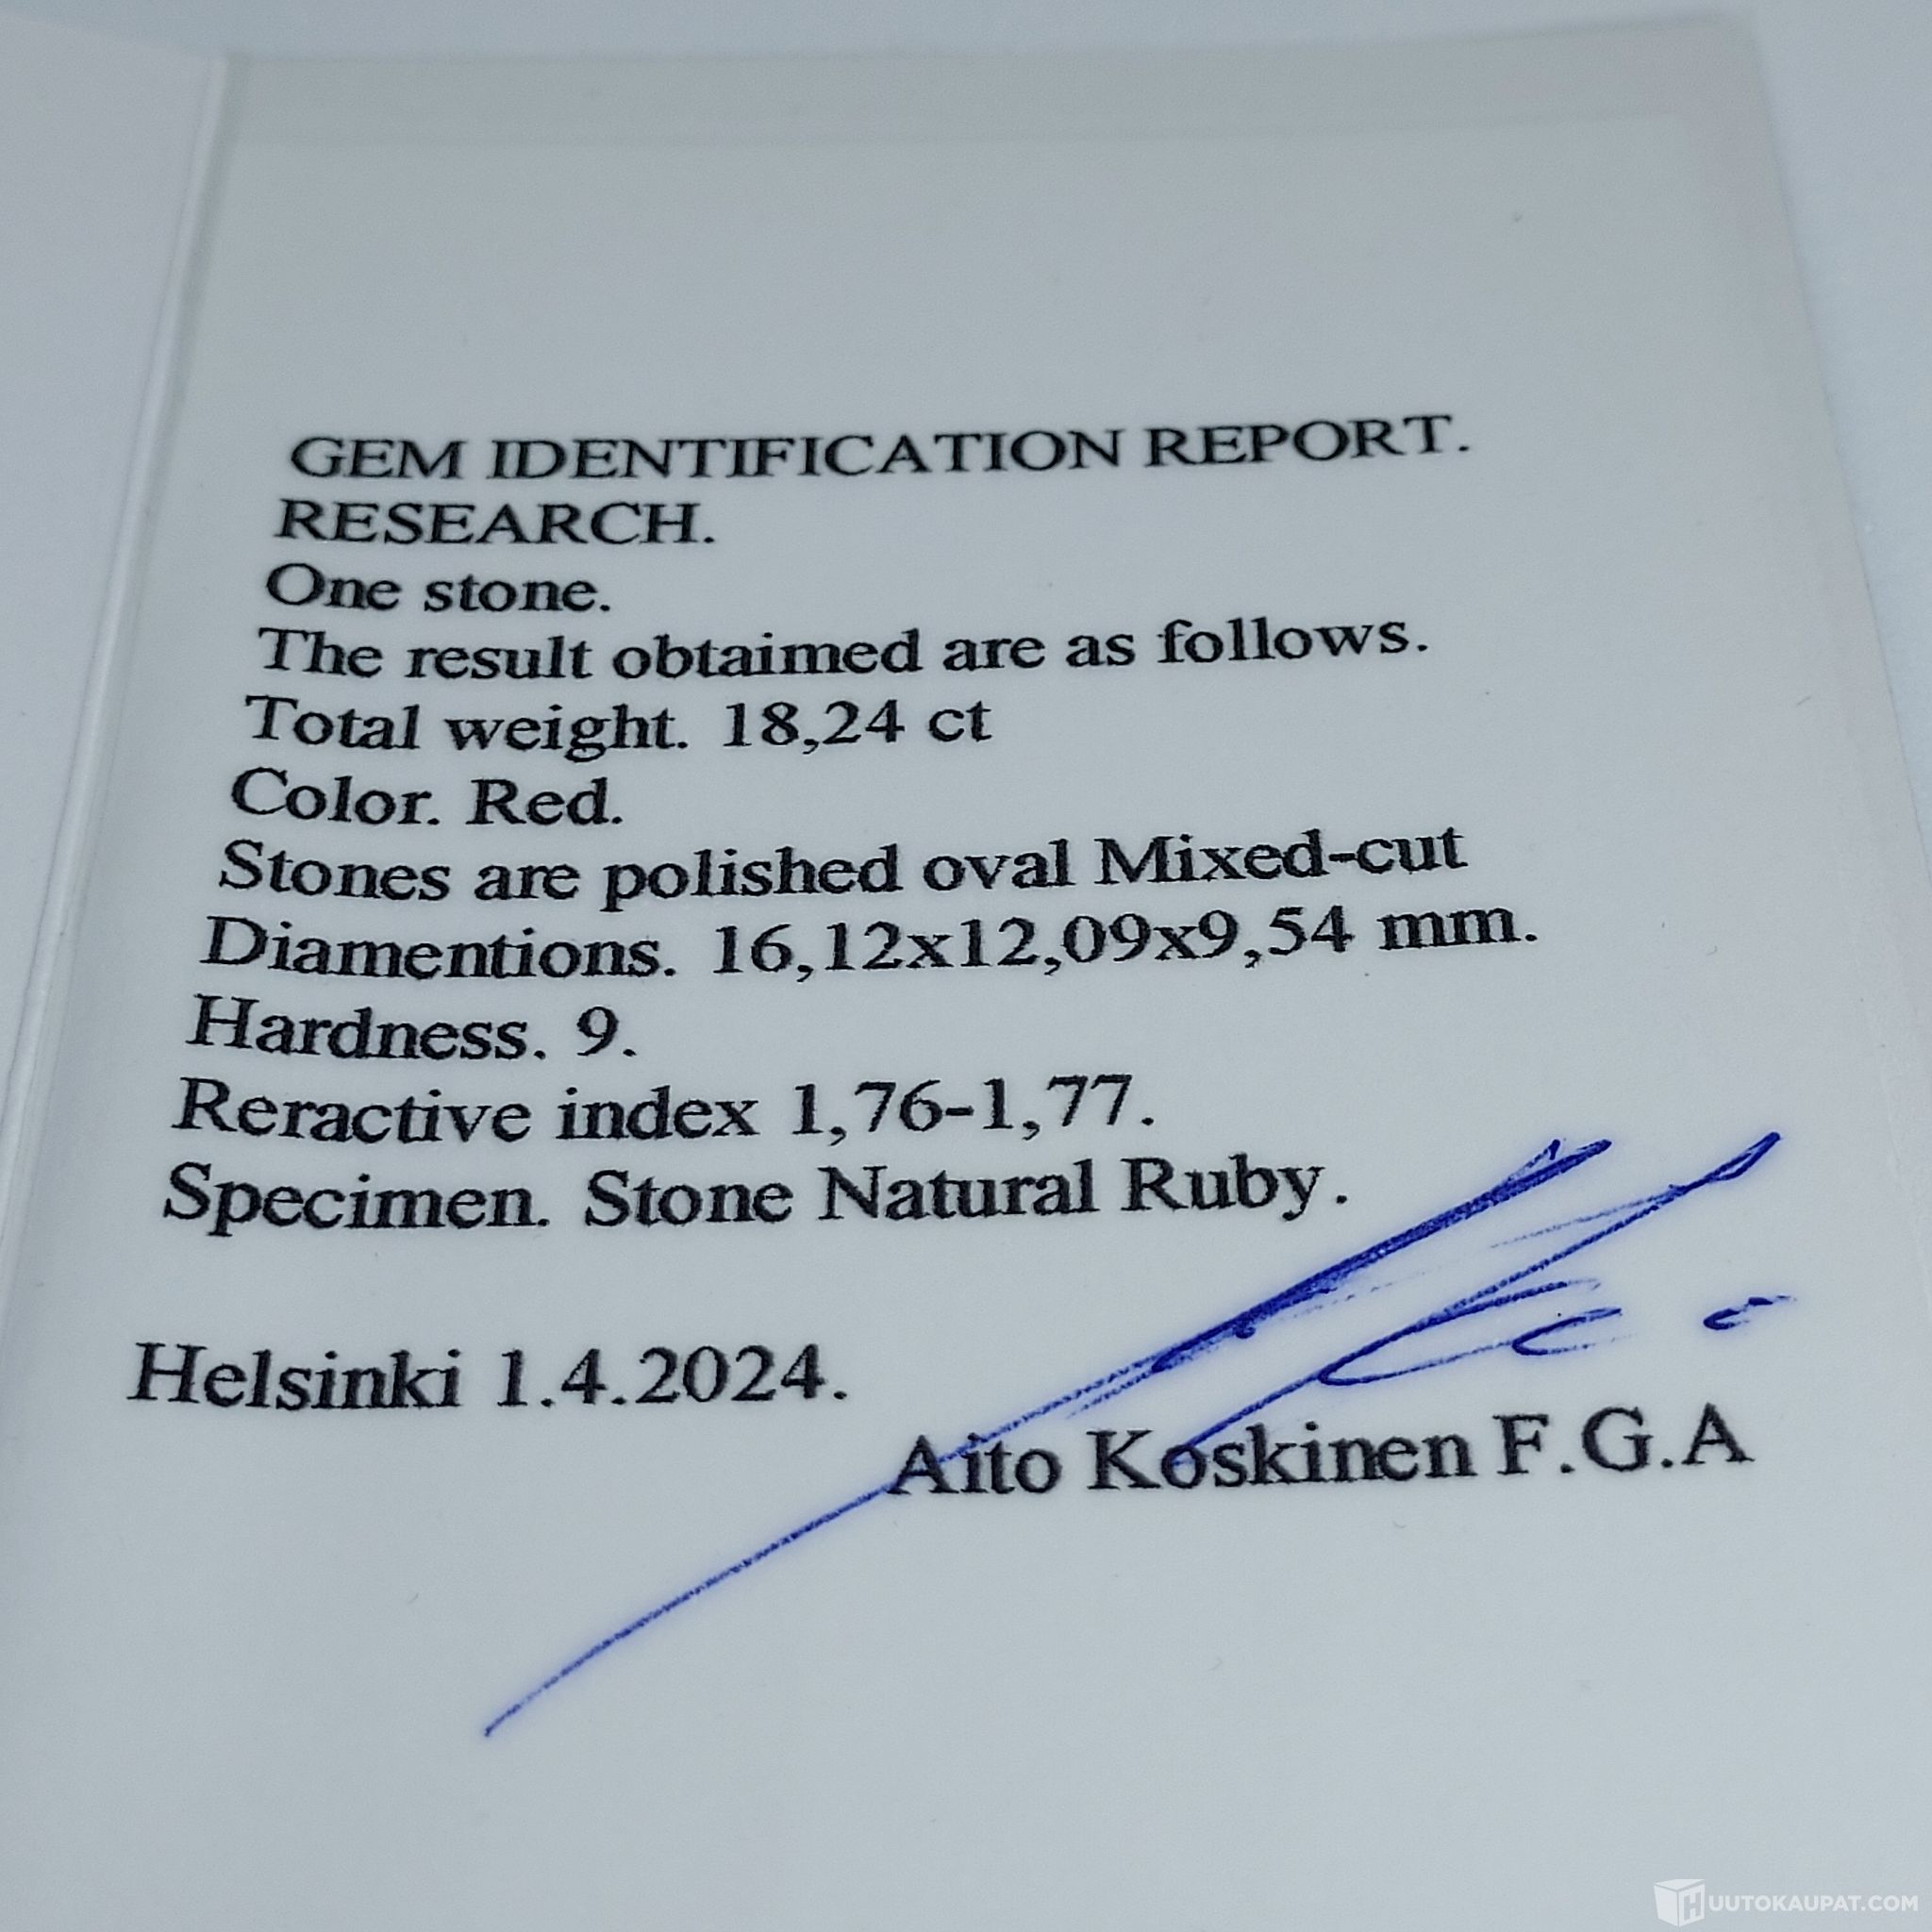 GEM IDENTIFICATION REPORT.
RESEARCH.
One stone.
The result obtaimed are as follows.
Total weight. 18,24 ct
Color. Red.
Stones are polished oval Mixed-cut
Diamentions. 16,12x12,09x9,54 mm.
Hardness. 9.
Reractive index 1,76-1,77.
Specimen. Stone Natural Ruby.
Helsinki 1.4.2024.
Aito Koskinen F.G.A
HUUTOKAUPAT.COM